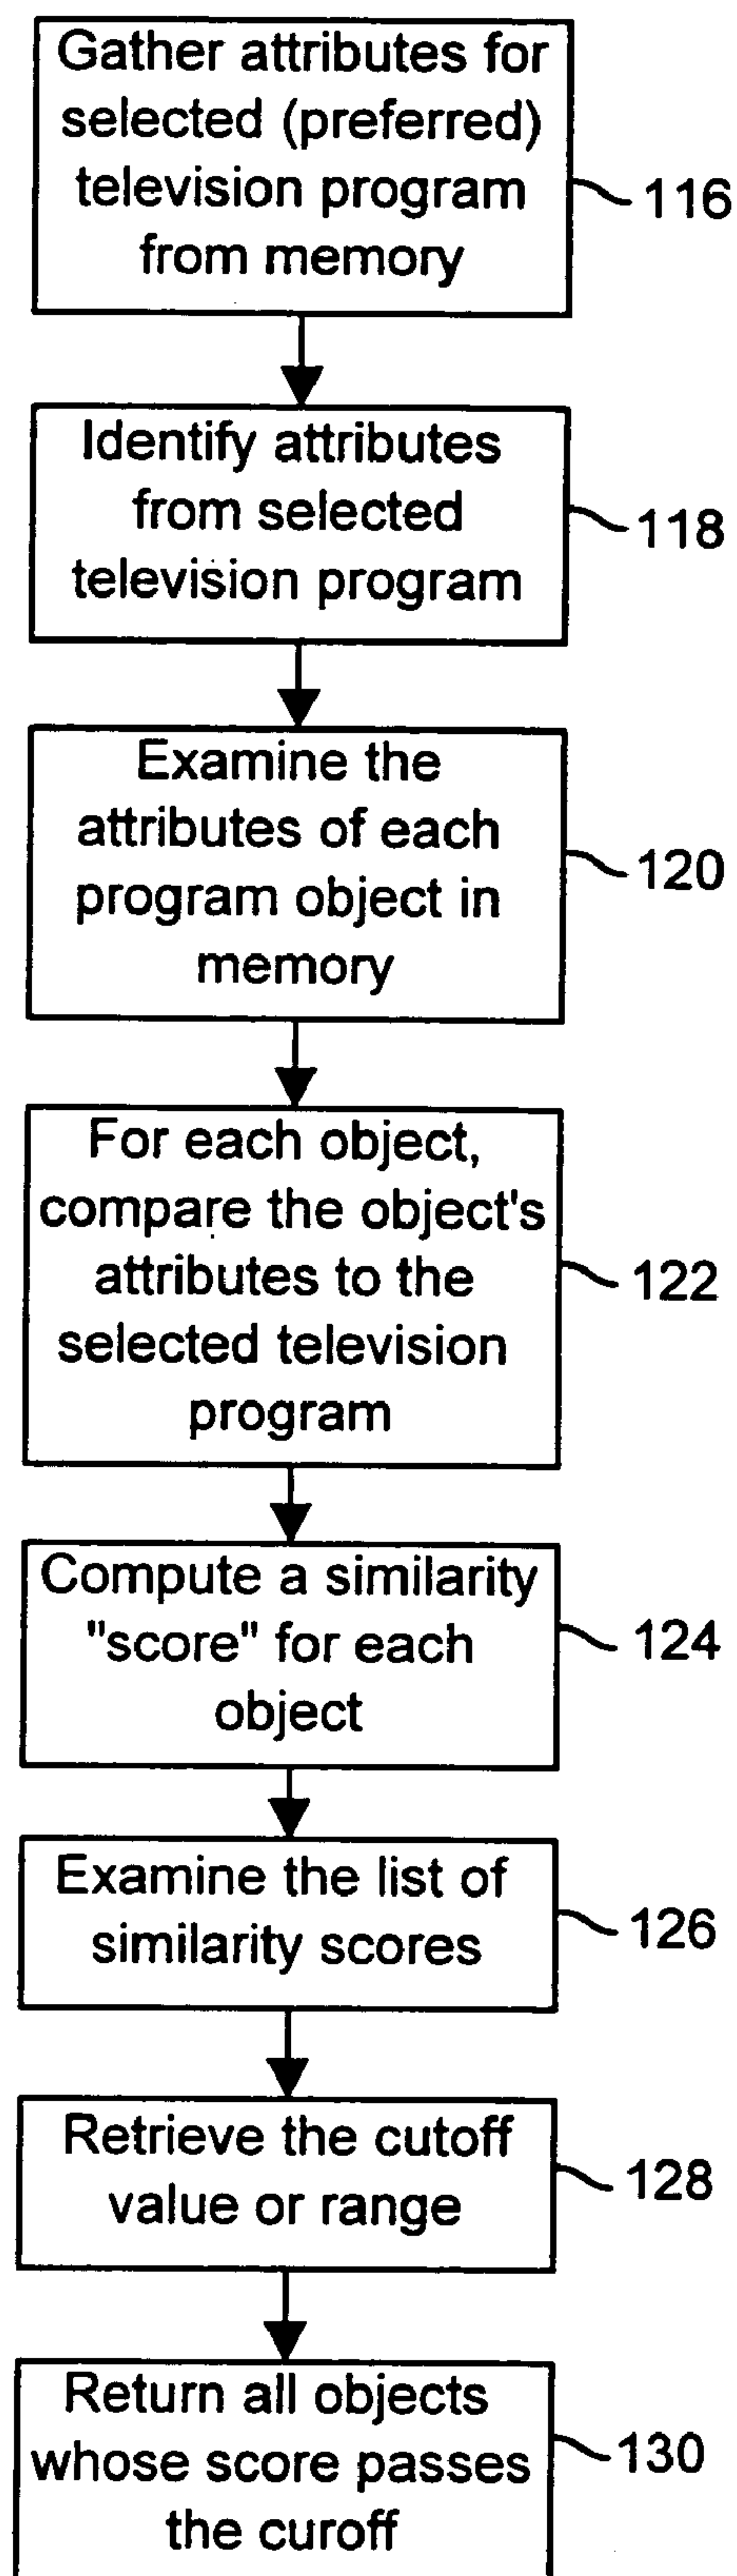 Gather attributes for
selected (preferred)
television program
from memory
116
Identify attributes
from selected
television program
118
Examine the
attributes of each
program object in
memory
120
For each object,
compare the object's
attributes to the
selected television
program
122
Compute a similarity
"score" for each
object
124
Examine the list of
similarity scores
126
Retrieve the cutoff
value or range
128
Return all objects
whose score passes
the curoff
130